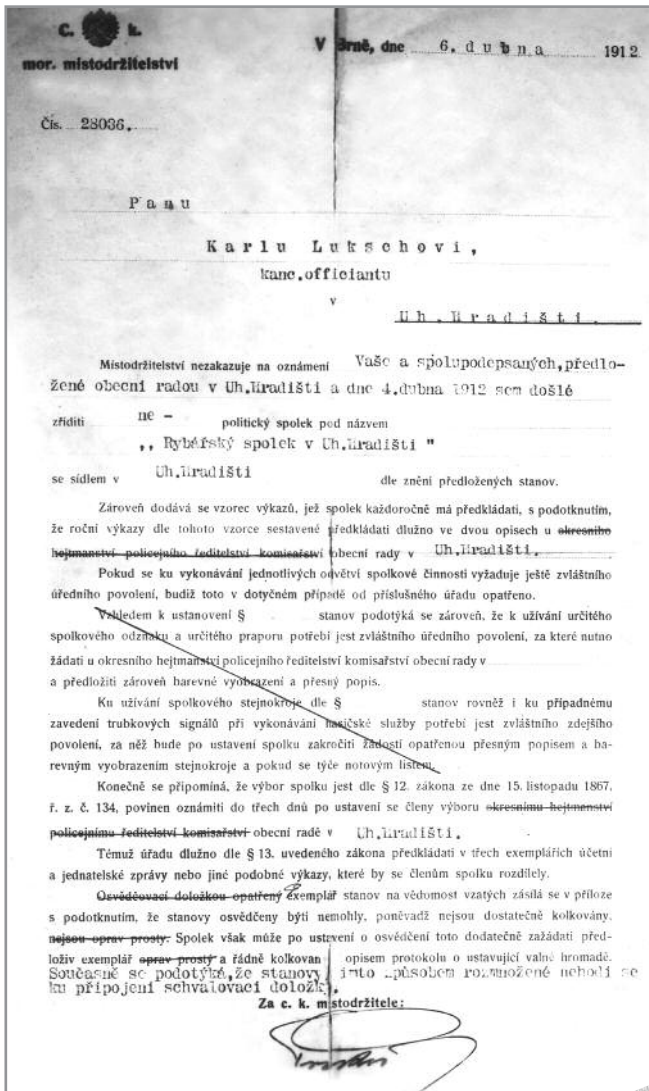 C. k.
mor. místodržitelství
V Brně, dne 6. dubna 1912
Čís. 28036.
Panu
Karlu Lukschovi,
kanc.officiantu
v
Uh.Hradišti.
Místodržitelství nezakazuje na oznámení Vaše a spolupodepsaných,předlo-
žené obecní radou v Uh.Hradišti a dne 4.dubna 1912 sem došlé
zříditi ne - politický spolek pod názvem
,, Rybářský spolek v Uh.Hradišti "
se sídlem v Uh.Hradišti dle znění předložených stanov.
Zároveň dodává se vzorec výkazů, jež spolek každoročně má předkládati, s podotknutím,
že roční výkazy dle tohoto vzorce sestavené předkládati dlužno ve dvou opisech u okresního
hejtmanství policejního ředitelství komisařství obecní rady v Uh.Hradišti.
Pokud se ku vykonávání jednotlivých odvětví spolkové činnosti vyžaduje ještě zvláštního
úředního povolení, budiž toto v dotyčném případě od příslušného úřadu opatřeno.
Vzhledem k ustanovení § stanov podotýká se zároveň, že k užívání určitého
spolkového odznaku a určitého praporu potřebí jest zvláštního úředního povolení, za které nutno
žádati u okresního hejtmanství policejního ředitelství komisařství obecní rady v
a předložiti zároveň barevné vyobrazení a přesný popis.
Ku užívání spolkového stejnokroje dle § stanov rovněž i ku případnému
zavedení trubkových signálů při vykonávání hasičské služby potřebí jest zvláštního zdejšího
povolení, za něž bude po ustavení spolku zakročiti žádostí opatřenou přesným popisem a ba-
revným vyobrazením stejnokroje a pokud se týče notovým listem.
Konečně se připomíná, že výbor spolku jest dle § 12. zákona ze dne 15. listopadu 1867,
ř. z. č. 134, povinen oznámiti do třech dnů po ustavení se členy výboru okresnímu hejtmanství
policejnímu ředitelství komisařství obecní radě v Uh.Hradišti.
Témuž úřadu dlužno dle § 13. uvedeného zákona předkládati v třech exemplářích účetní
a jednatelské zprávy nebo jiné podobné výkazy, které by se členům spolku rozdílely.
Osvědčovací doložkou opatřený Exemplář stanov na vědomost vzatých zásílá se v příloze
s podotknutím, že stanovy osvědčeny býti nemohly, poněvadž nejsou dostatečně kolkovány.
nejsou oprav prosty. Spolek však může po ustavení o osvědčení toto dodatečně zažádati před-
loživ exemplář oprav prostý a řádně kolkovan opisem protokolu o ustavující valné hromadě.
Současně se podotýká,že stanovy tímto způsobem rozmnožené nehodí se
ku připojení schvalovací doložky.
Za c. k. místodržitele: